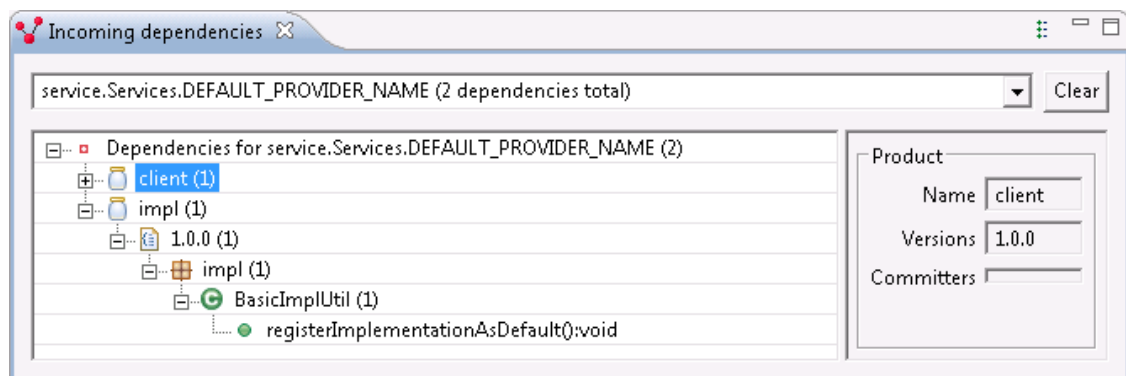 Incoming dependencies
service.Services.DEFAULT_PROVIDER_NAME (2 dependencies total)
Clear
Dependencies for service.Services.DEFAULT_PROVIDER_NAME (2)
client (1)
impl (1)
1.0.0 (1)
impl (1)
BasicImplUtil (1)
registerImplementationAsDefault():void
Product
Name client
Versions 1.0.0
Committers